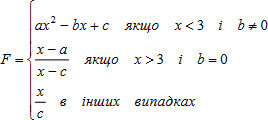 F = { ax² − bx + c якщо x < 3 і b ≠ 0
(x − a)/(x − c) якщо x > 3 і b = 0
x/c в інших випадках